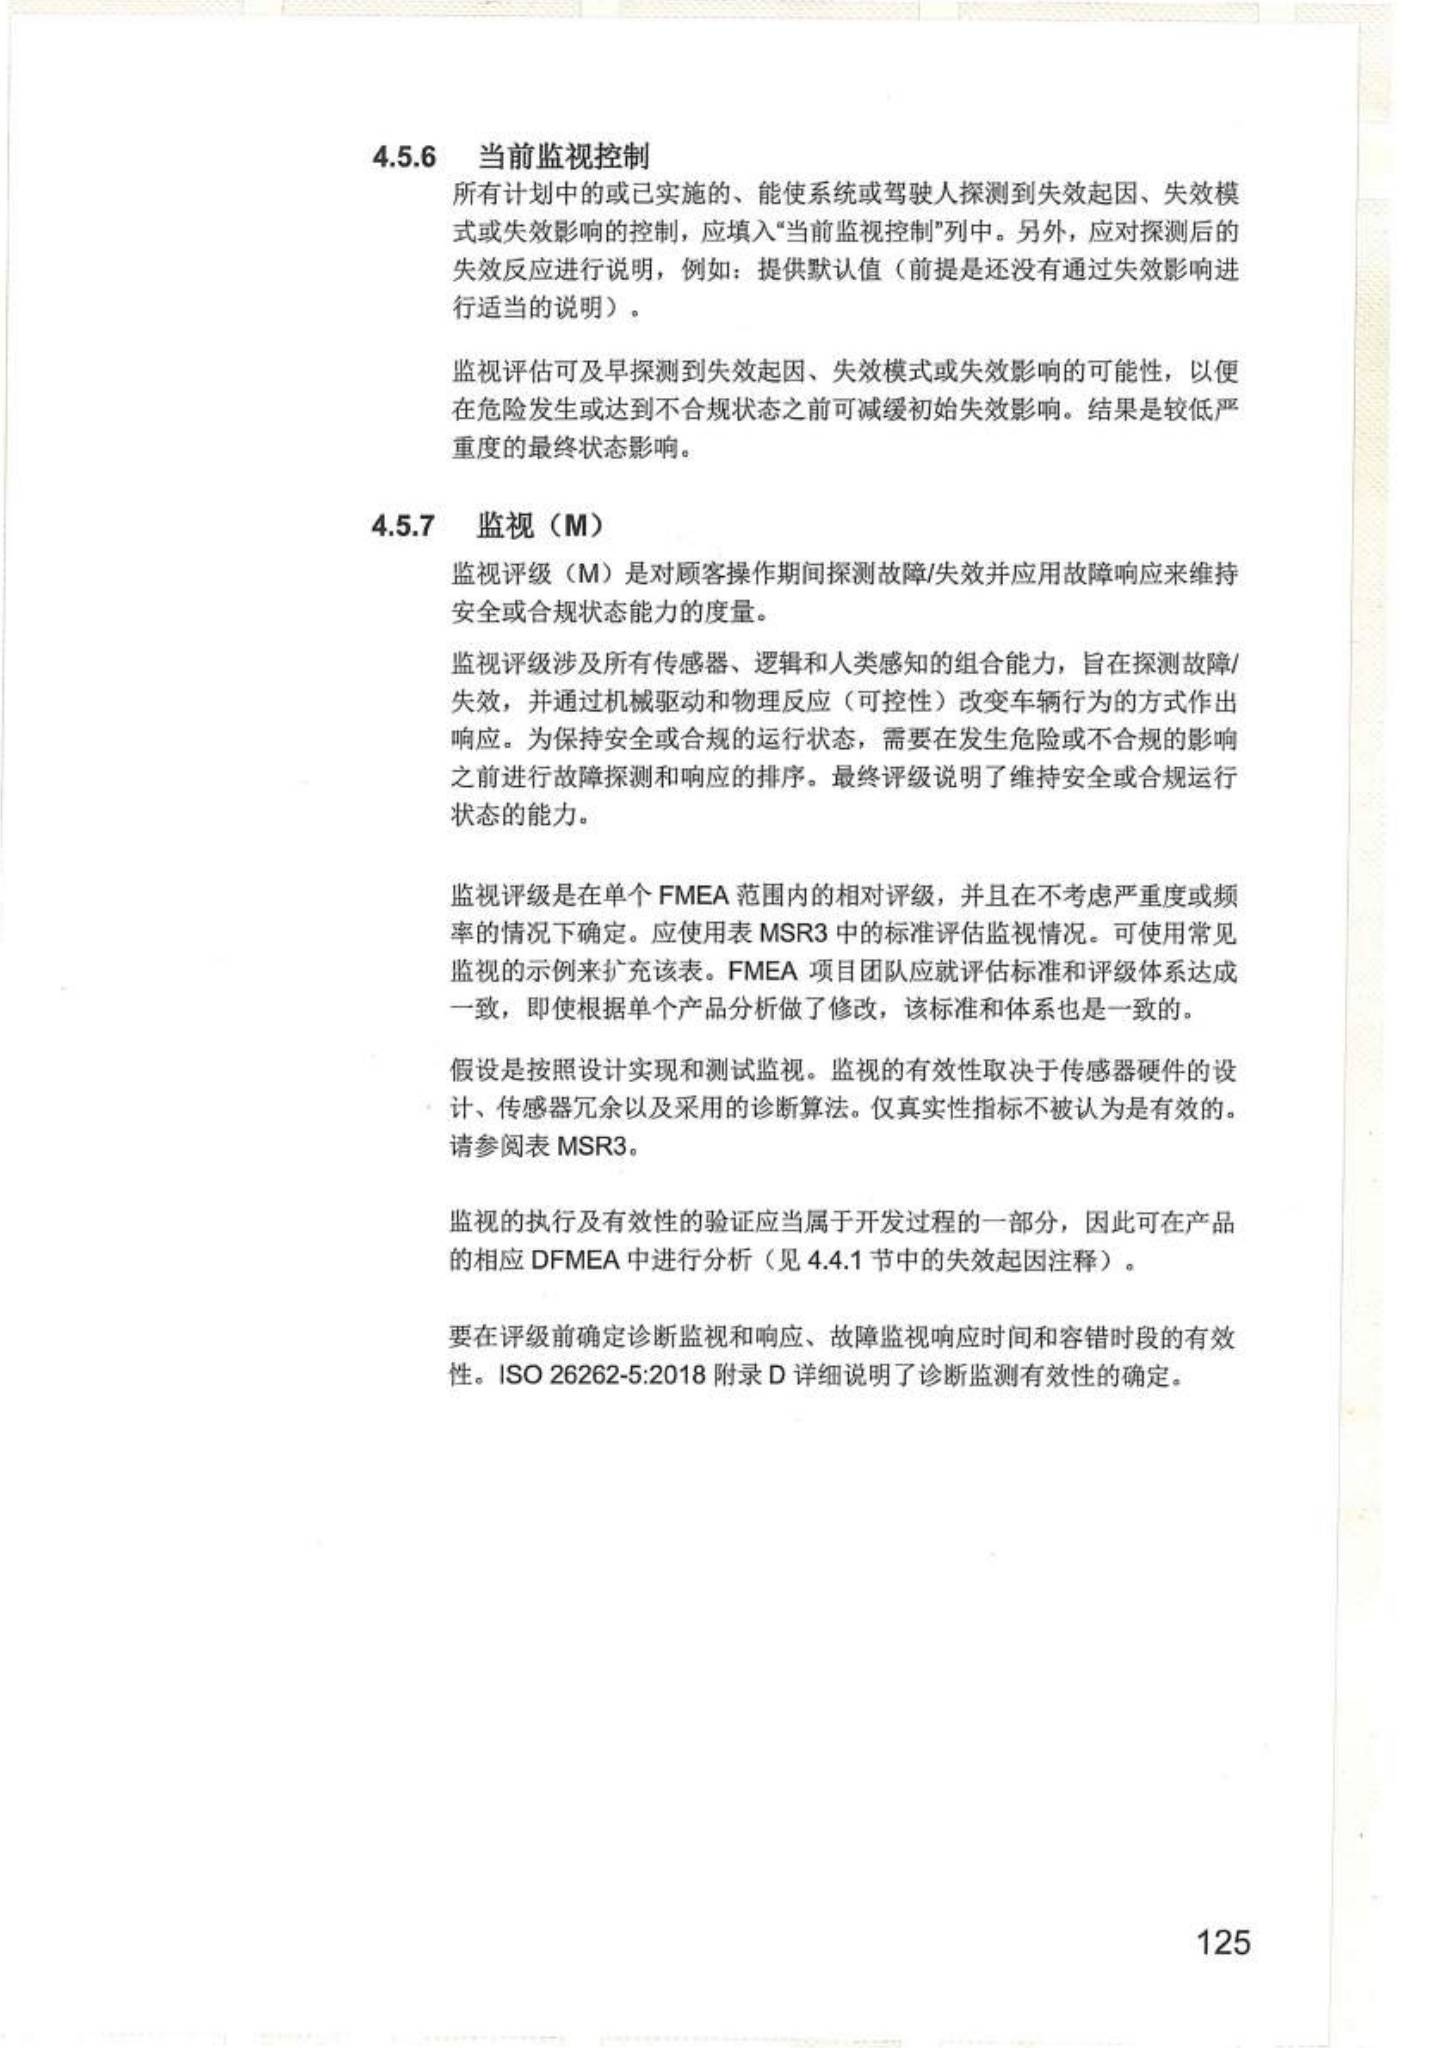 4.5.6 当前监视控制
所有计划中的或已实施的、能使系统或驾驶人探测到失效起因、失效模
式或失效影响的控制，应填入“当前监视控制”列中。另外，应对探测后的
失效反应进行说明，例如：提供默认值（前提是还没有通过失效影响进
行适当的说明）。
监视评估可及早探测到失效起因、失效模式或失效影响的可能性，以便
在危险发生或达到不合规状态之前可减缓初始失效影响。结果是较低严
重度的最终状态影响。
4.5.7 监视（M）
监视评级（M）是对顾客操作期间探测故障/失效并应用故障响应来维持
安全或合规状态能力的度量。
监视评级涉及所有传感器、逻辑和人类感知的组合能力，旨在探测故障/
失效，并通过机械驱动和物理反应（可控性）改变车辆行为的方式作出
响应。为保持安全或合规的运行状态，需要在发生危险或不合规的影响
之前进行故障探测和响应的排序。最终评级说明了维持安全或合规运行
状态的能力。
监视评级是在单个 FMEA 范围内的相对评级，并且在不考虑严重度或频
率的情况下确定。应使用表 MSR3 中的标准评估监视情况。可使用常见
监视的示例来扩充该表。FMEA 项目团队应就评估标准和评级体系达成
一致，即使根据单个产品分析做了修改，该标准和体系也是一致的。
假设是按照设计实现和测试监视。监视的有效性取决于传感器硬件的设
计、传感器冗余以及采用的诊断算法。仅真实性指标不被认为是有效的。
请参阅表 MSR3。
监视的执行及有效性的验证应当属于开发过程的一部分，因此可在产品
的相应 DFMEA 中进行分析（见 4.4.1 节中的失效起因注释）。
要在评级前确定诊断监视和响应、故障监视响应时间和容错时段的有效
性。ISO 26262-5:2018 附录 D 详细说明了诊断监测有效性的确定。
125